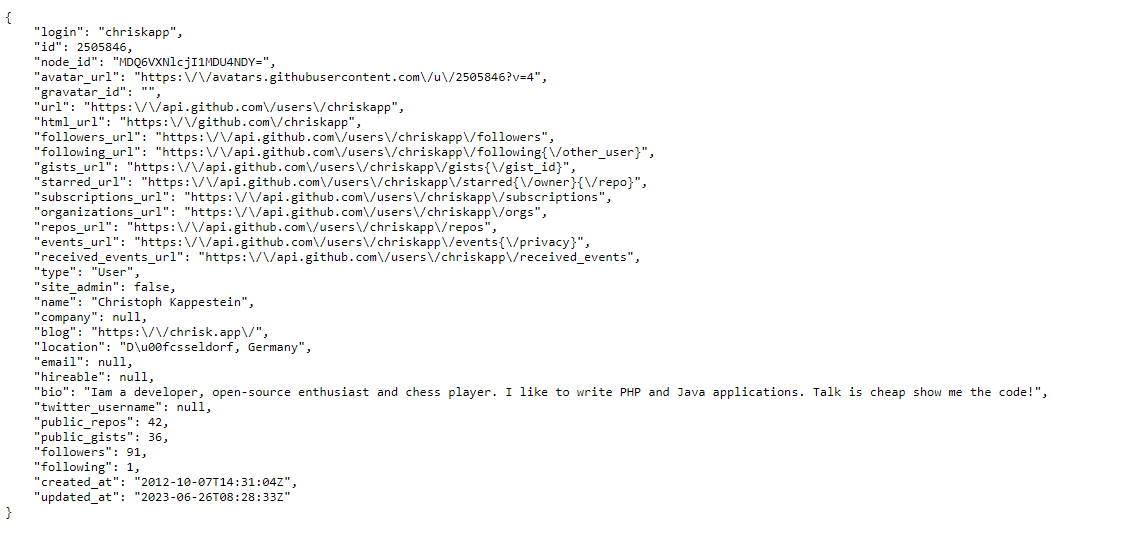 {
    "login": "chriskapp",
    "id": 2505846,
    "node_id": "MDQ6VXNlcjI1MDU4NDY=",
    "avatar_url": "https:\/\/avatars.githubusercontent.com\/u\/2505846?v=4",
    "gravatar_id": "",
    "url": "https:\/\/api.github.com\/users\/chriskapp",
    "html_url": "https:\/\/github.com\/chriskapp",
    "followers_url": "https:\/\/api.github.com\/users\/chriskapp\/followers",
    "following_url": "https:\/\/api.github.com\/users\/chriskapp\/following{\/other_user}",
    "gists_url": "https:\/\/api.github.com\/users\/chriskapp\/gists{\/gist_id}",
    "starred_url": "https:\/\/api.github.com\/users\/chriskapp\/starred{\/owner}{\/repo}",
    "subscriptions_url": "https:\/\/api.github.com\/users\/chriskapp\/subscriptions",
    "organizations_url": "https:\/\/api.github.com\/users\/chriskapp\/orgs",
    "repos_url": "https:\/\/api.github.com\/users\/chriskapp\/repos",
    "events_url": "https:\/\/api.github.com\/users\/chriskapp\/events{\/privacy}",
    "received_events_url": "https:\/\/api.github.com\/users\/chriskapp\/received_events",
    "type": "User",
    "site_admin": false,
    "name": "Christoph Kappestein",
    "company": null,
    "blog": "https:\/\/chrisk.app\/",
    "location": "D\u00fcsseldorf, Germany",
    "email": null,
    "hireable": null,
    "bio": "Iam a developer, open-source enthusiast and chess player. I like to write PHP and Java applications. Talk is cheap show me the code!",
    "twitter_username": null,
    "public_repos": 42,
    "public_gists": 36,
    "followers": 91,
    "following": 1,
    "created_at": "2012-10-07T14:31:04Z",
    "updated_at": "2023-06-26T08:28:33Z"
}